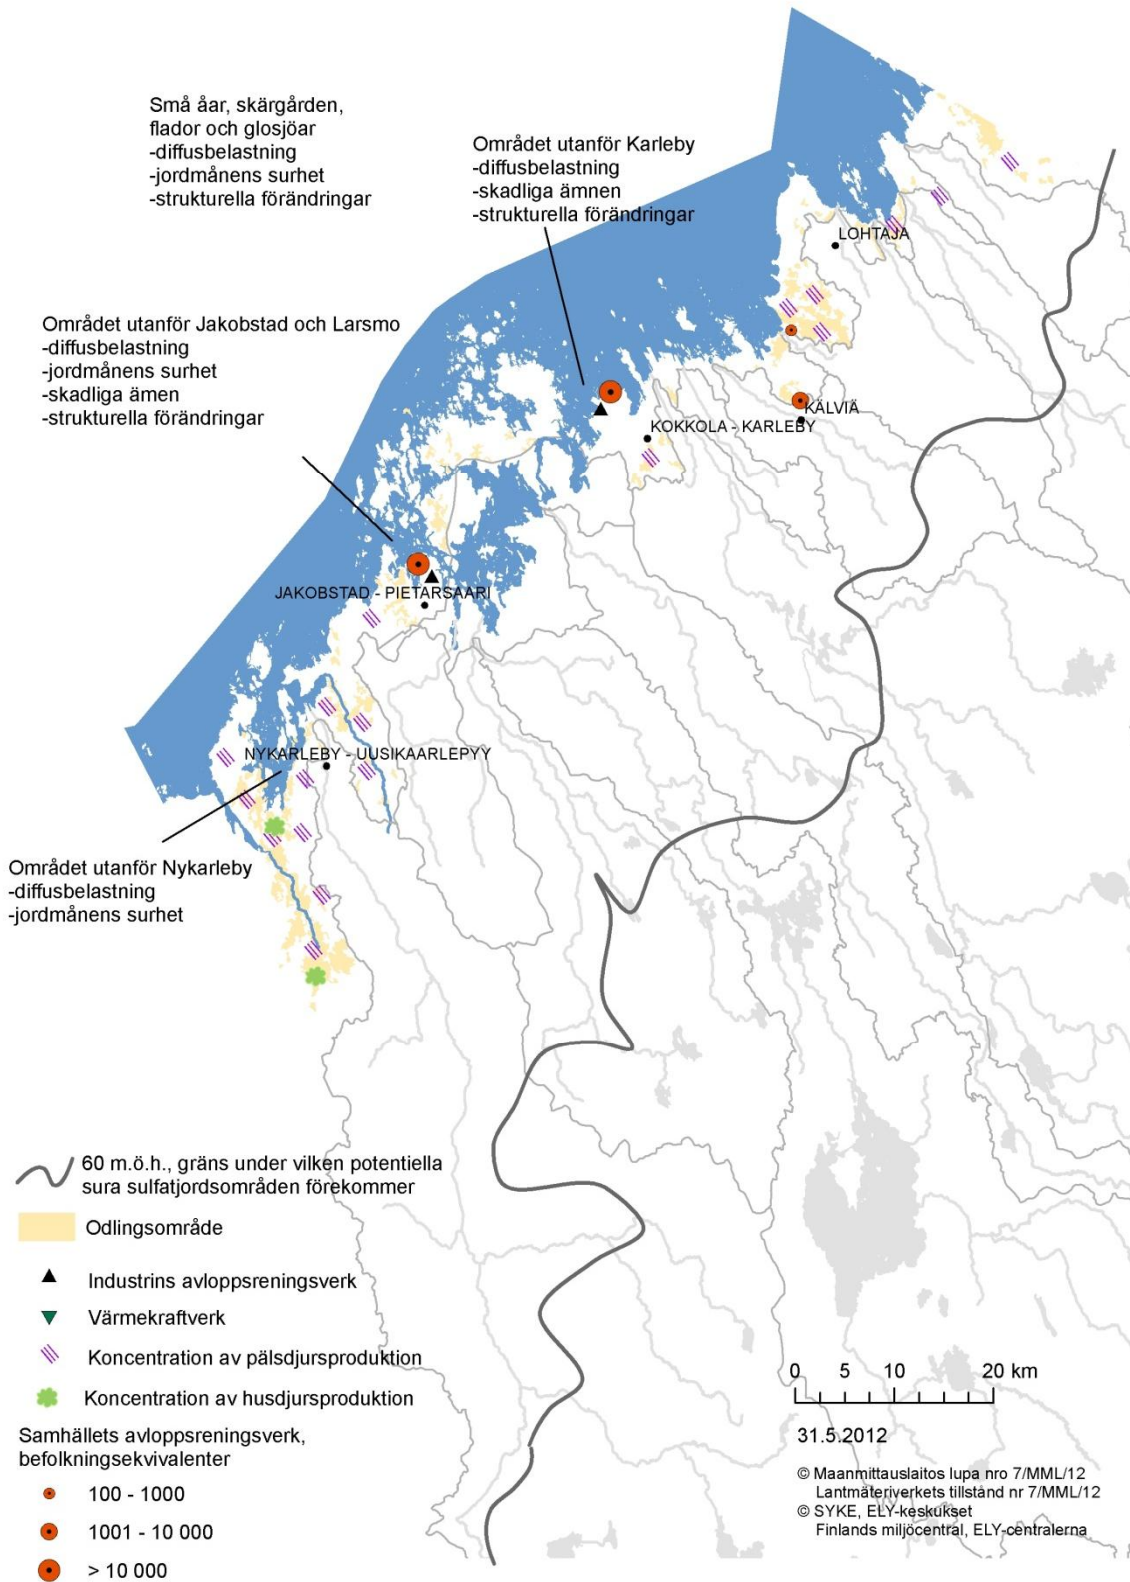 Små åar, skärgården,
flador och glosjöar
-diffusbelastning
-jordmånens surhet
-strukturella förändringar
Området utanför Karleby
-diffusbelastning
-skadliga ämnen
-strukturella förändringar
LOHTAJA
Området utanför Jakobstad och Larsmo
-diffusbelastning
-jordmånens surhet
-skadliga ämen
-strukturella förändringar
KÄLVIÄ
KOKKOLA - KARLEBY
JAKOBSTAD - PIETARSAARI
NYKARLEBY - UUSIKAARLEPYY
Området utanför Nykarleby
-diffusbelastning
-jordmånens surhet
60 m.ö.h., gräns under vilken potentiella
sura sulfatjordsområden förekommer
Odlingsområde
Industrins avloppsreningsverk
Värmekraftverk
Koncentration av pälsdjursproduktion
Koncentration av husdjursproduktion
Samhällets avloppsreningsverk,
befolkningsekvivalenter
100 - 1000
1001 - 10 000
> 10 000
0 5 10 20 km
31.5.2012
© Maanmittauslaitos lupa nro 7/MML/12
Lantmäteriverkets tillstånd nr 7/MML/12
© SYKE, ELY-keskukset
Finlands miljöcentral, ELY-centralerna